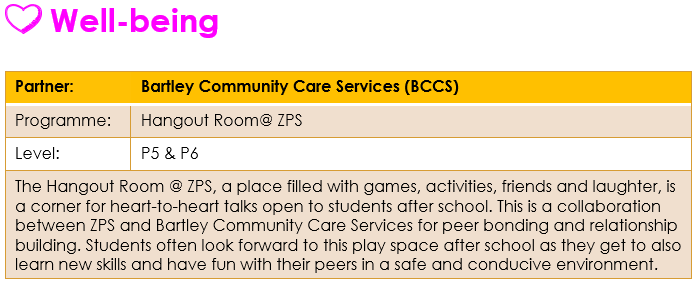 Well-being
Partner: Bartley Community Care Services (BCCS)
Programme: Hangout Room@ ZPS
Level: P5 & P6
The Hangout Room @ ZPS, a place filled with games, activities, friends and laughter, is
a corner for heart-to-heart talks open to students after school. This is a collaboration
between ZPS and Bartley Community Care Services for peer bonding and relationship
building. Students often look forward to this play space after school as they get to also
learn new skills and have fun with their peers in a safe and conducive environment.